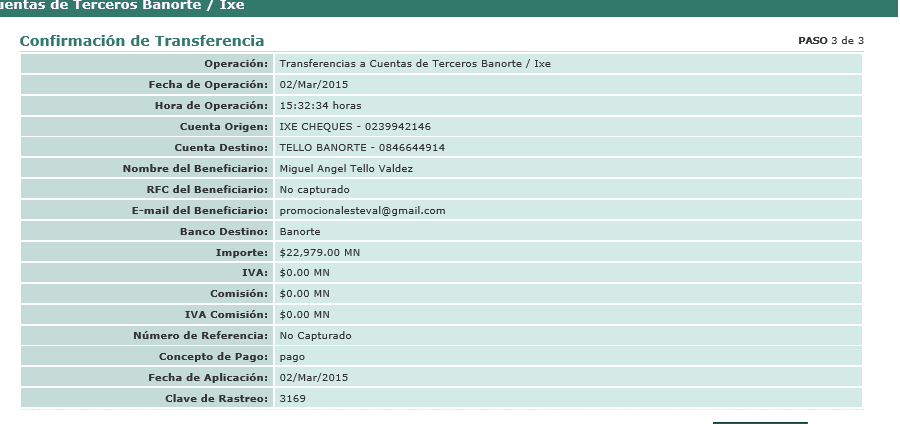 uentas de Terceros Banorte / Ixe
Confirmación de Transferencia PASO 3 de 3
Operación: Transferencias a Cuentas de Terceros Banorte / Ixe
Fecha de Operación: 02/Mar/2015
Hora de Operación: 15:32:34 horas
Cuenta Origen: IXE CHEQUES - 0239942146
Cuenta Destino: TELLO BANORTE - 0846644914
Nombre del Beneficiario: Miguel Angel Tello Valdez
RFC del Beneficiario: No capturado
E-mail del Beneficiario: promocionalesteval@gmail.com
Banco Destino: Banorte
Importe: $22,979.00 MN
IVA: $0.00 MN
Comisión: $0.00 MN
IVA Comisión: $0.00 MN
Número de Referencia: No Capturado
Concepto de Pago: pago
Fecha de Aplicación: 02/Mar/2015
Clave de Rastreo: 3169